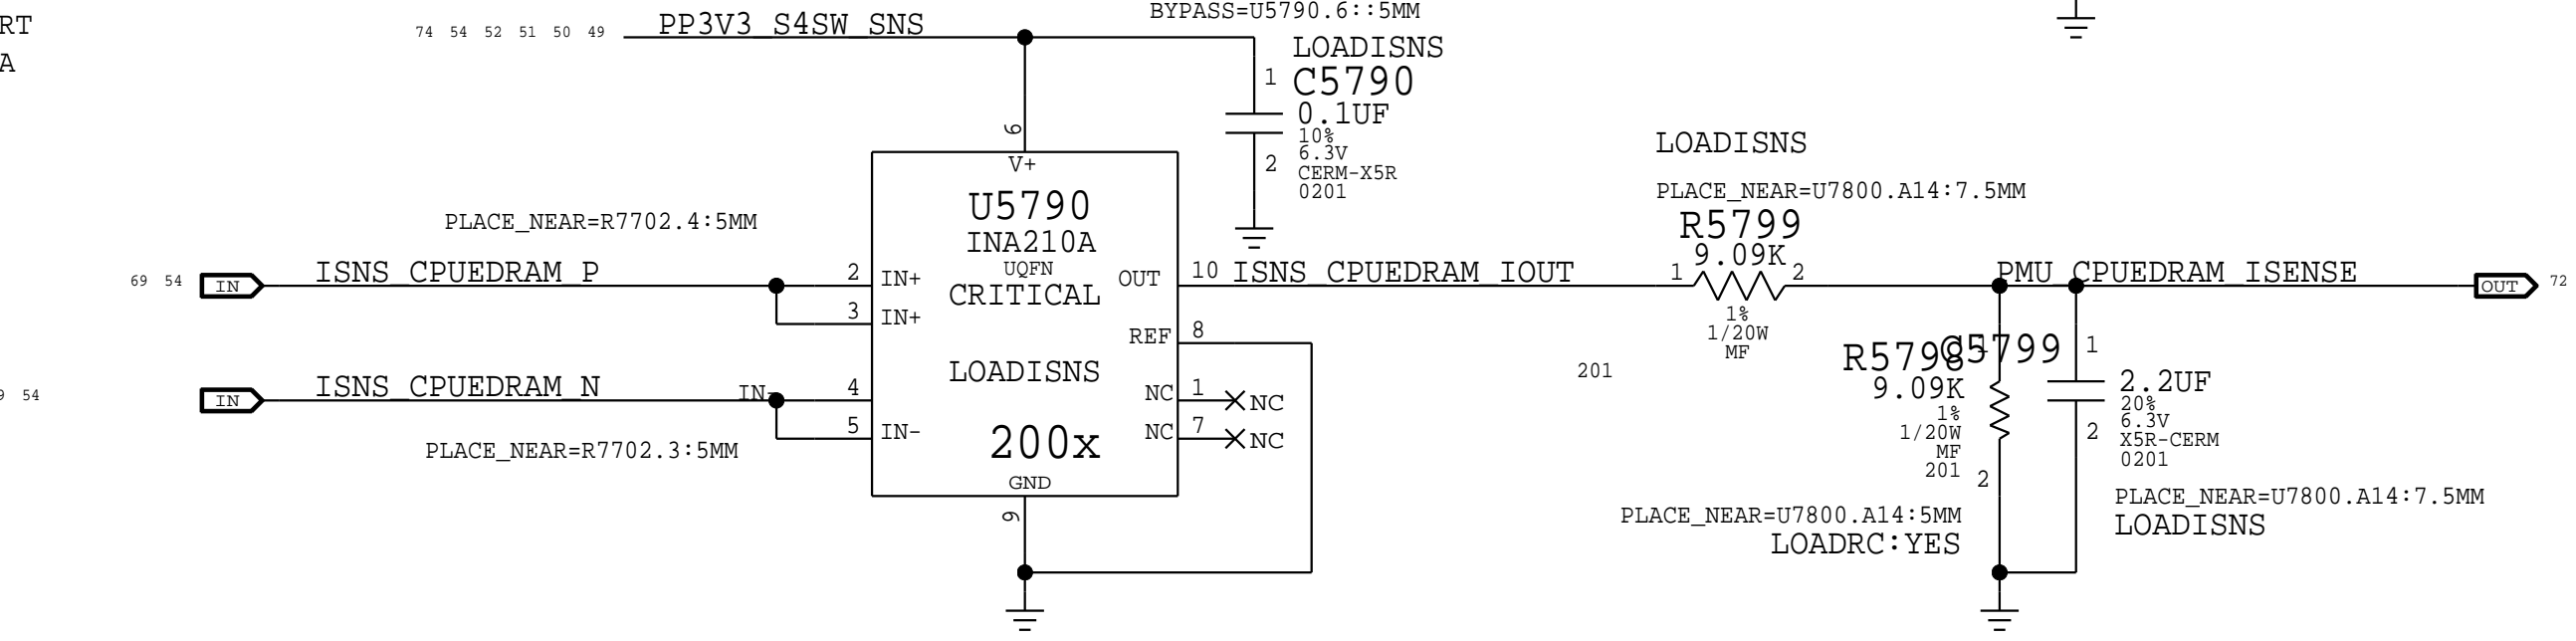 RT
A
74 54 52 51 50 49
PP3V3_S4SW_SNS
BYPASS=U5790.6::5MM
LOADISNS
1
C5790
0.1UF
10%
6.3V
2
CERM-X5R
0201
6
V+
U5790
INA210A
UQFN
CRITICAL
LOADISNS
200x
GND
9
PLACE_NEAR=R7702.4:5MM
69 54
IN
ISNS_CPUEDRAM_P
2
IN+
3
IN+
54
IN
ISNS_CPUEDRAM_N
IN-
4
5
IN-
PLACE_NEAR=R7702.3:5MM
OUT
10
ISNS_CPUEDRAM_IOUT
REF
8
NC
1
NC
NC
7
NC
LOADISNS
PLACE_NEAR=U7800.A14:7.5MM
R5799
9.09K
1
2
1%
1/20W
MF
201
PMU_CPUEDRAM_ISENSE
OUT
72
R5798
1
9.09K
1%
1/20W
MF
201
2
PLACE_NEAR=U7800.A14:5MM
LOADRC:YES
C5799
1
2.2UF
20%
6.3V
2
X5R-CERM
0201
PLACE_NEAR=U7800.A14:7.5MM
LOADISNS